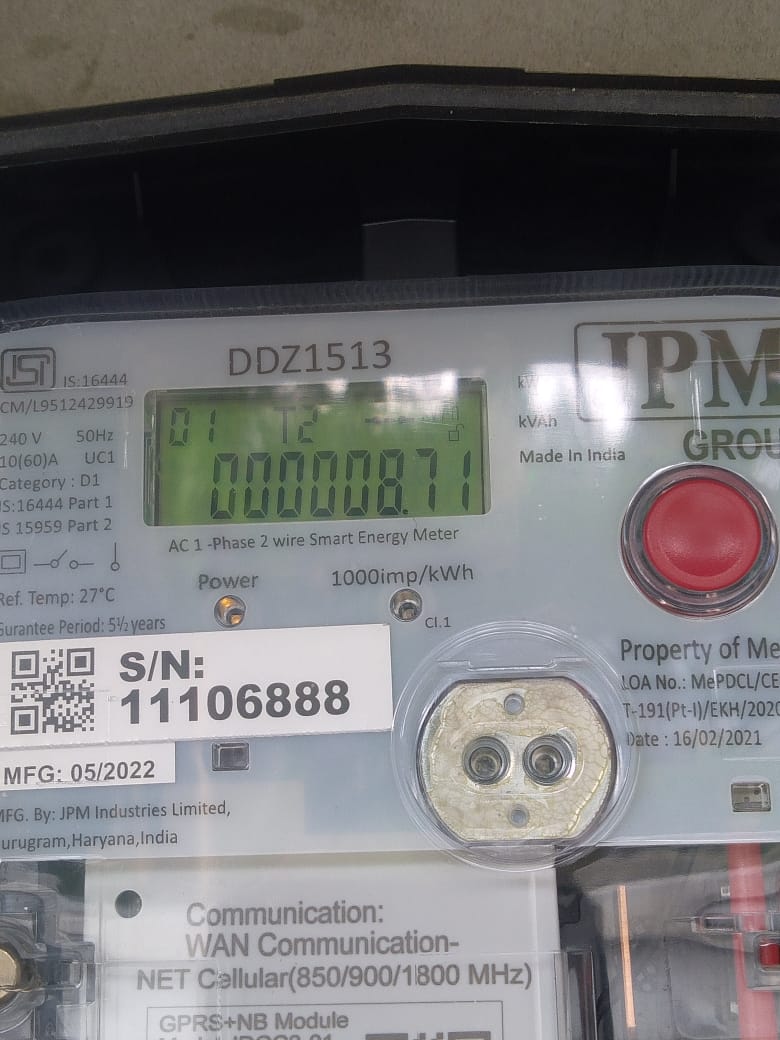 DDZ1513
JPM
GROU
IS:16444
CM/L9512429919
240 V 50Hz
10(60)A UC1
Category : D1
IS:16444 Part 1
IS 15959 Part 2
Ref. Temp: 27°C
Gurantee Period: 5½ years
01 T2
000008.71
kVAh
Made In India
AC 1 -Phase 2 wire Smart Energy Meter
Power
1000imp/kWh
Cl.1
S/N:
11106888
MFG: 05/2022
MFG. By: JPM Industries Limited,
urugram,Haryana,India
Property of Me
LOA No.: MePDCL/CE
T-191(Pt-I)/EKH/2020
Date : 16/02/2021
Communication:
WAN Communication-
NET Cellular(850/900/1800 MHz)
GPRS+NB Module